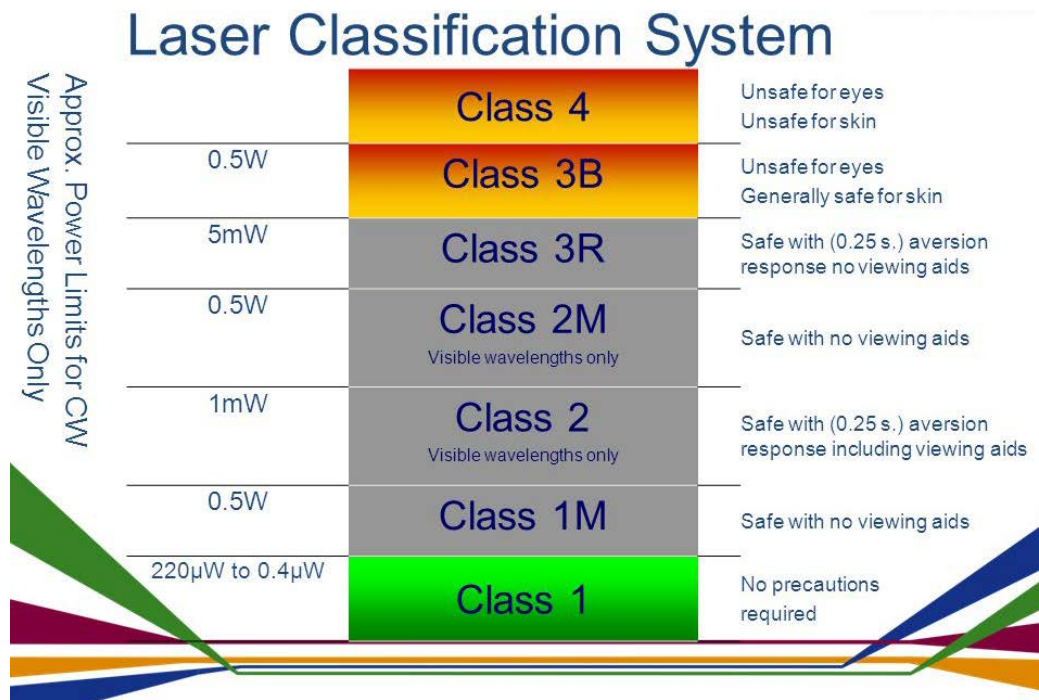 Laser Classification System
Approx. Power Limits for CW
Visible Wavelengths Only
Class 4
Unsafe for eyes
Unsafe for skin
0.5W
Class 3B
Unsafe for eyes
Generally safe for skin
5mW
Class 3R
Safe with (0.25 s.) aversion
response no viewing aids
0.5W
Class 2M
Visible wavelengths only
Safe with no viewing aids
1mW
Class 2
Visible wavelengths only
Safe with (0.25 s.) aversion
response including viewing aids
0.5W
Class 1M
Safe with no viewing aids
220µW to 0.4µW
Class 1
No precautions
required